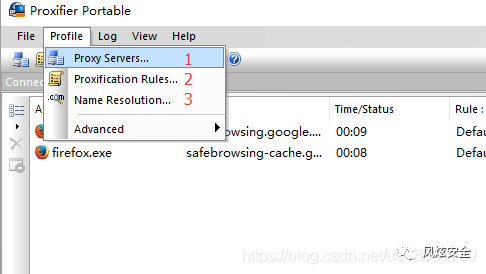 Proxifier Portable
File Profile Log View Help
Proxy Servers... 1
Proxification Rules... 2
Name Resolution... 3
Advanced
Connec
Time/Status Rule :
rowsing.google.... 00:09 Defau
firefox.exe safebrowsing-cache.g... 00:08 Defau
https://blog.csdn.net/u
风炫安全